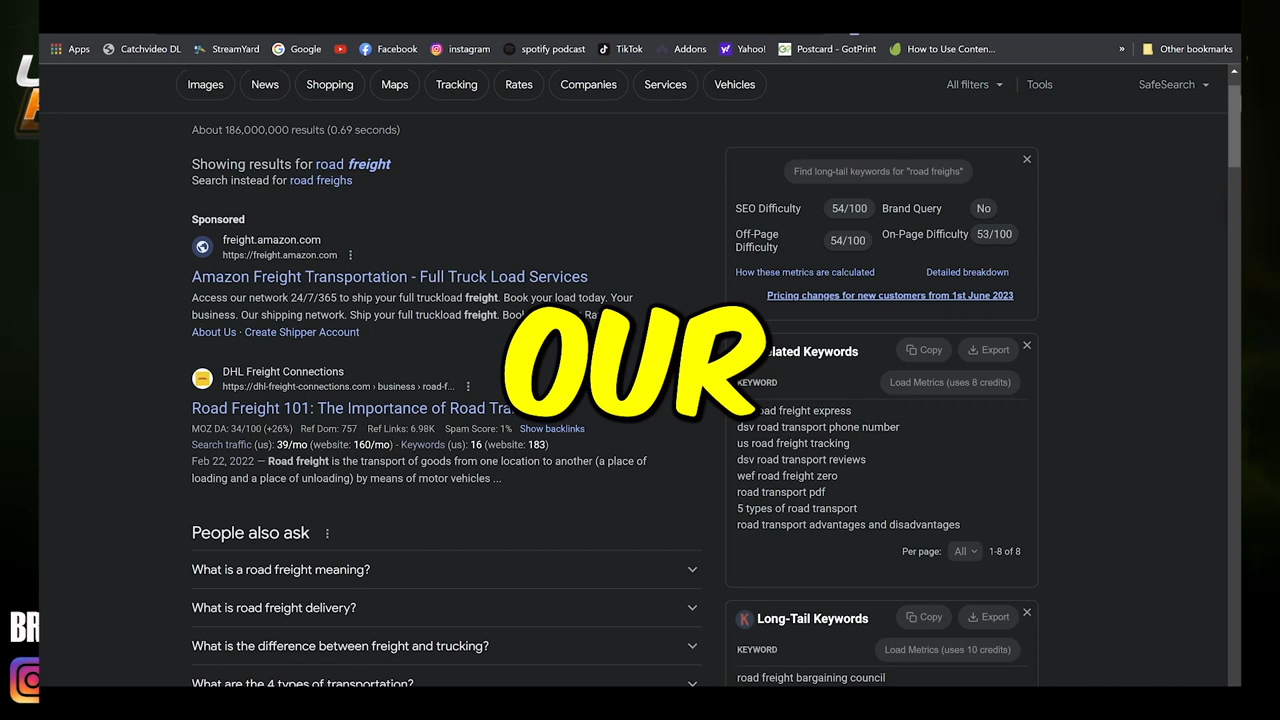 Apps
Catchvideo DL
StreamYard
Google
Facebook
instagram
spotify podcast
TikTok
Addons
Yahoo!
Postcard - GotPrint
How to Use Conten...
»
Other bookmarks
Images
News
Shopping
Maps
Tracking
Rates
Companies
Services
Vehicles
All filters
Tools
SafeSearch
About 186,000,000 results (0.69 seconds)
Showing results for road freight
Search instead for road freighs
Sponsored
freight.amazon.com
https://freight.amazon.com
Amazon Freight Transportation - Full Truck Load Services
Access our network 24/7/365 to ship your full truckload freight. Book your load today. Your
business. Our shipping network. Ship your full truckload freight.
About Us · Create Shipper Account
DHL Freight Connections
https://dhl-freight-connections.com › business › road-f...
Road Freight 101: The Importance of Road
MOZ DA: 34/100 (+26%) Ref Dom: 757 Ref Links: 6.98K Spam Score: 1% Show backlinks
Search traffic (us): 39/mo (website: 160/mo) - Keywords (us): 16 (website: 183)
Feb 22, 2022 — Road freight is the transport of goods from one location to another (a place of
loading and a place of unloading) by means of motor vehicles ...
People also ask
What is a road freight meaning?
What is road freight delivery?
What is the difference between freight and trucking?
What are the 4 types of transportation?
OUR
Find long-tail keywords for "road freighs"
SEO Difficulty 54/100 Brand Query No
Off-Page Difficulty 54/100 On-Page Difficulty 53/100
How these metrics are calculated
Detailed breakdown
Pricing changes for new customers from 1st June 2023
Keywords
Copy
Export
KEYWORD
Load Metrics (uses 8 credits)
road freight express
dsv road transport phone number
us road freight tracking
dsv road transport reviews
wef road freight zero
road transport pdf
5 types of road transport
road transport advantages and disadvantages
Per page: All 1-8 of 8
K
Long-Tail Keywords
Copy
Export
KEYWORD
Load Metrics (uses 10 credits)
road freight bargaining council
BR